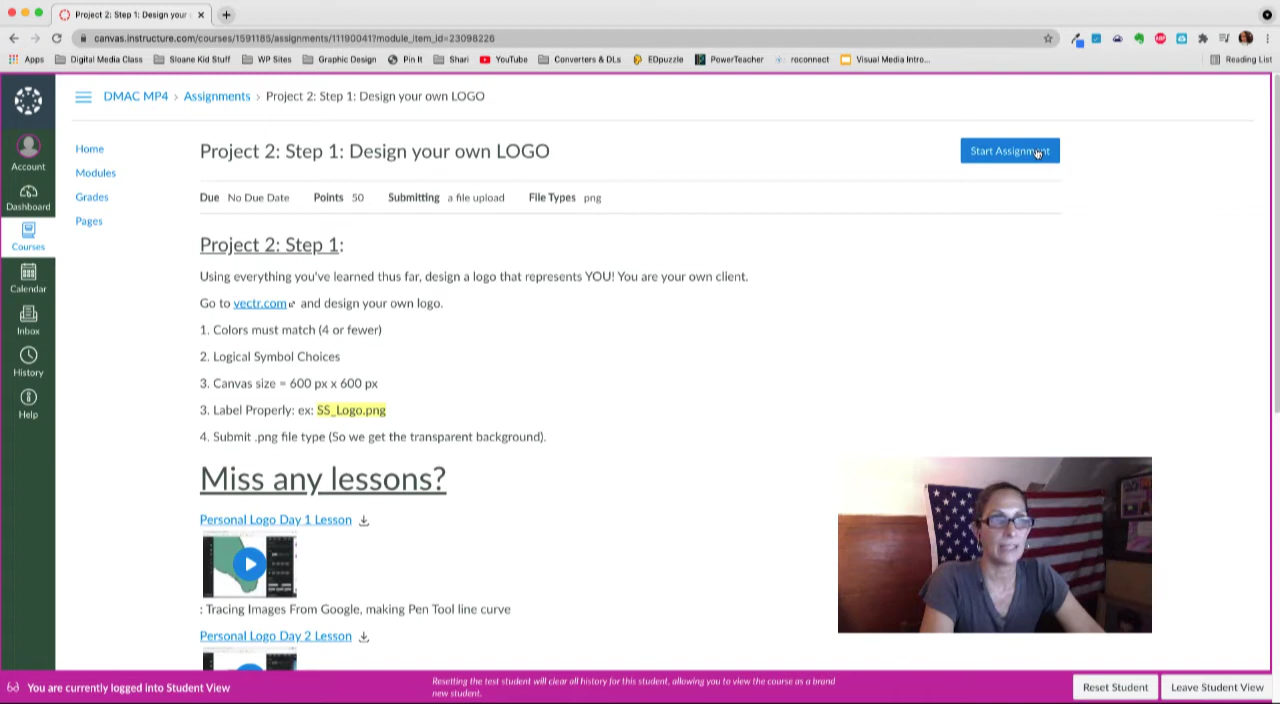 Project 2: Step 1: Design your
canvas.instructure.com/courses/1591185/assignments/11190041?module_item_id=23098226
Apps Digital Media Class Sloane Kid Stuff WP Sites Graphic Design Pin It Shari YouTube Converters & DLs EDpuzzle PowerTeacher roconnect Visual Media Intro... Reading List
DMAC MP4 › Assignments › Project 2: Step 1: Design your own LOGO
Account
Dashboard
Courses
Calendar
Inbox
History
Help
Home
Modules
Grades
Pages
Project 2: Step 1: Design your own LOGO
Start Assignment
Due No Due Date Points 50 Submitting a file upload File Types png
Project 2: Step 1:
Using everything you've learned thus far, design a logo that represents YOU! You are your own client.
Go to vectr.com and design your own logo.
1. Colors must match (4 or fewer)
2. Logical Symbol Choices
3. Canvas size = 600 px x 600 px
3. Label Properly: ex: SS_Logo.png
4. Submit .png file type (So we get the transparent background).
Miss any lessons?
Personal Logo Day 1 Lesson
: Tracing Images From Google, making Pen Tool line curve
Personal Logo Day 2 Lesson
You are currently logged into Student View
Resetting the test student will clear all history for this student, allowing you to view the course as a brand
new student.
Reset Student
Leave Student View